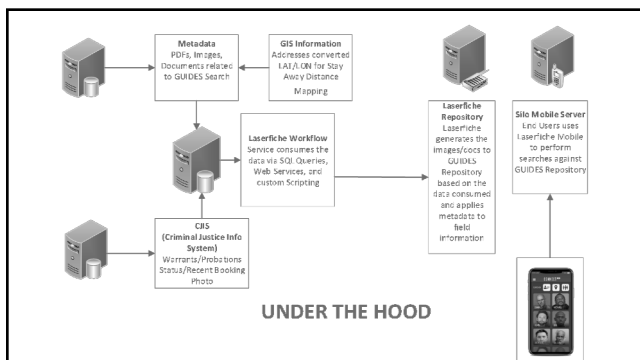 Metadata
PDFs, Images,
Documents related
to GUIDES Search
GIS Information
Addresses converted
LAT/LON for Stay
Away Distance
Mapping
Laserfiche Workflow
Service consumes the
data via SQL Queries,
Web Services, and
custom Scripting
CJIS
(Criminal Justice Info
System)
Warrants/Probations
Status/Recent Booking
Photo
Laserfiche
Repository
Laserfiche
generates the
images/docs to
GUIDES
Repository
based on the
data consumed
and applies
metadata to
field
information
Silo Mobile Server
End Users uses
Laserfiche Mobile
to perform
searches against
GUIDES Repository
UNDER THE HOOD